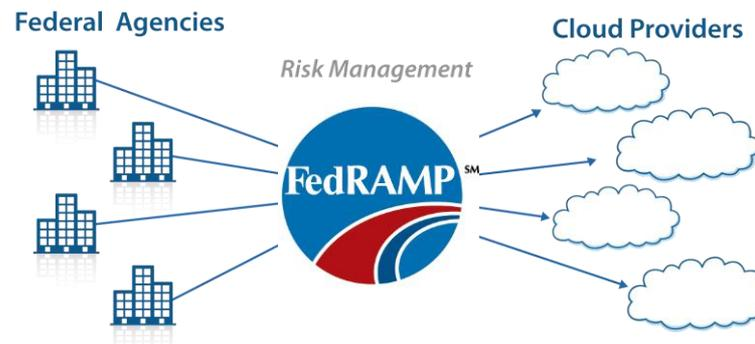 Federal Agencies
Cloud Providers
Risk Management
FedRAMP SM